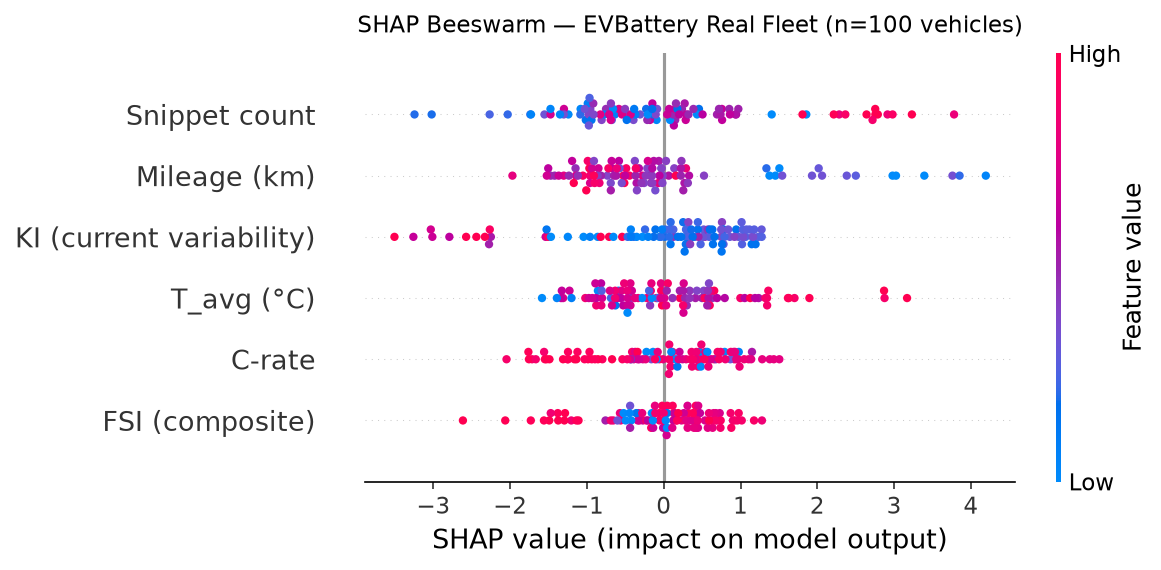 SHAP Beeswarm — EVBattery Real Fleet (n=100 vehicles)
High
Snippet count
Mileage (km)
KI (current variability)
T_avg (°C)
C-rate
FSI (composite)
Feature value
Low
−3 −2 −1 0 1 2 3 4
SHAP value (impact on model output)